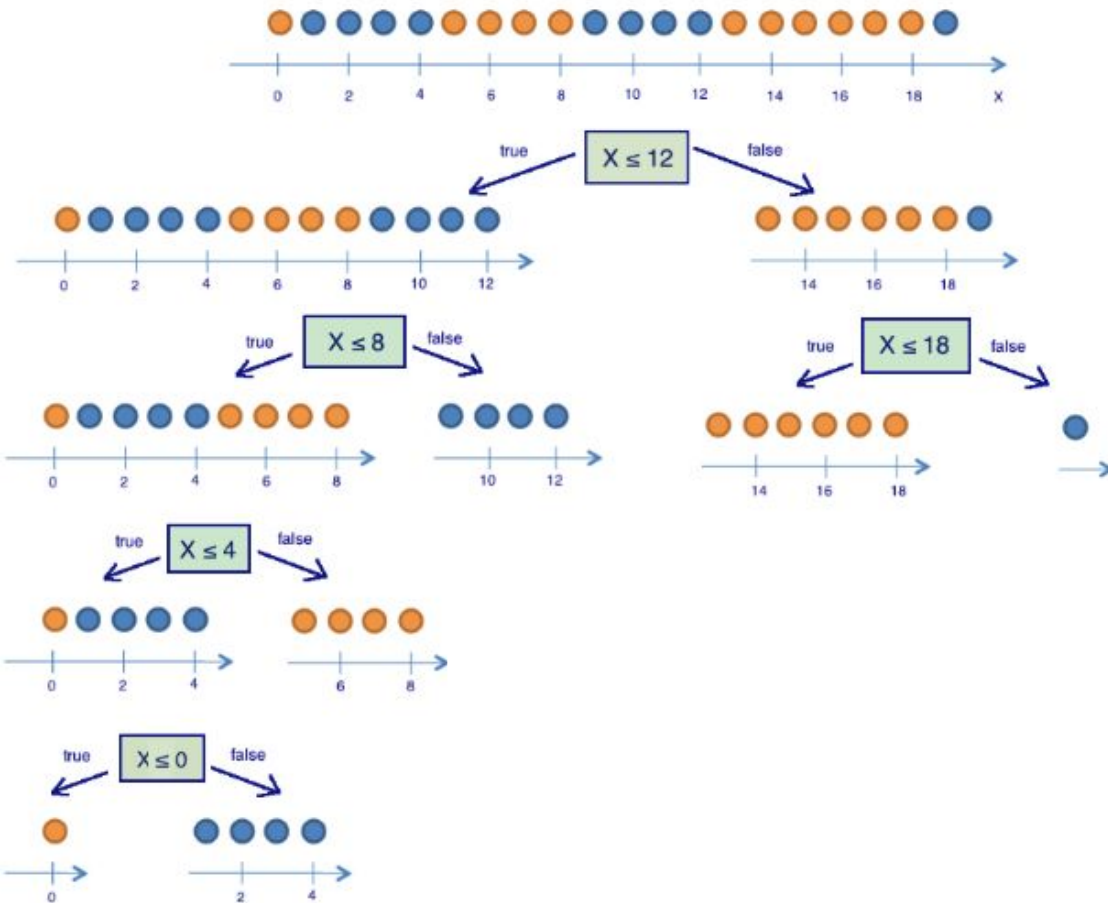 0 2 4 6 8 10 12 14 16 18 X
true X ≤ 12 false
0 2 4 6 8 10 12
14 16 18
true X ≤ 8 false
true X ≤ 18 false
0 2 4 6 8
10 12
14 16 18
true X ≤ 4 false
0 2 4
6 8
true X ≤ 0 false
0
2 4